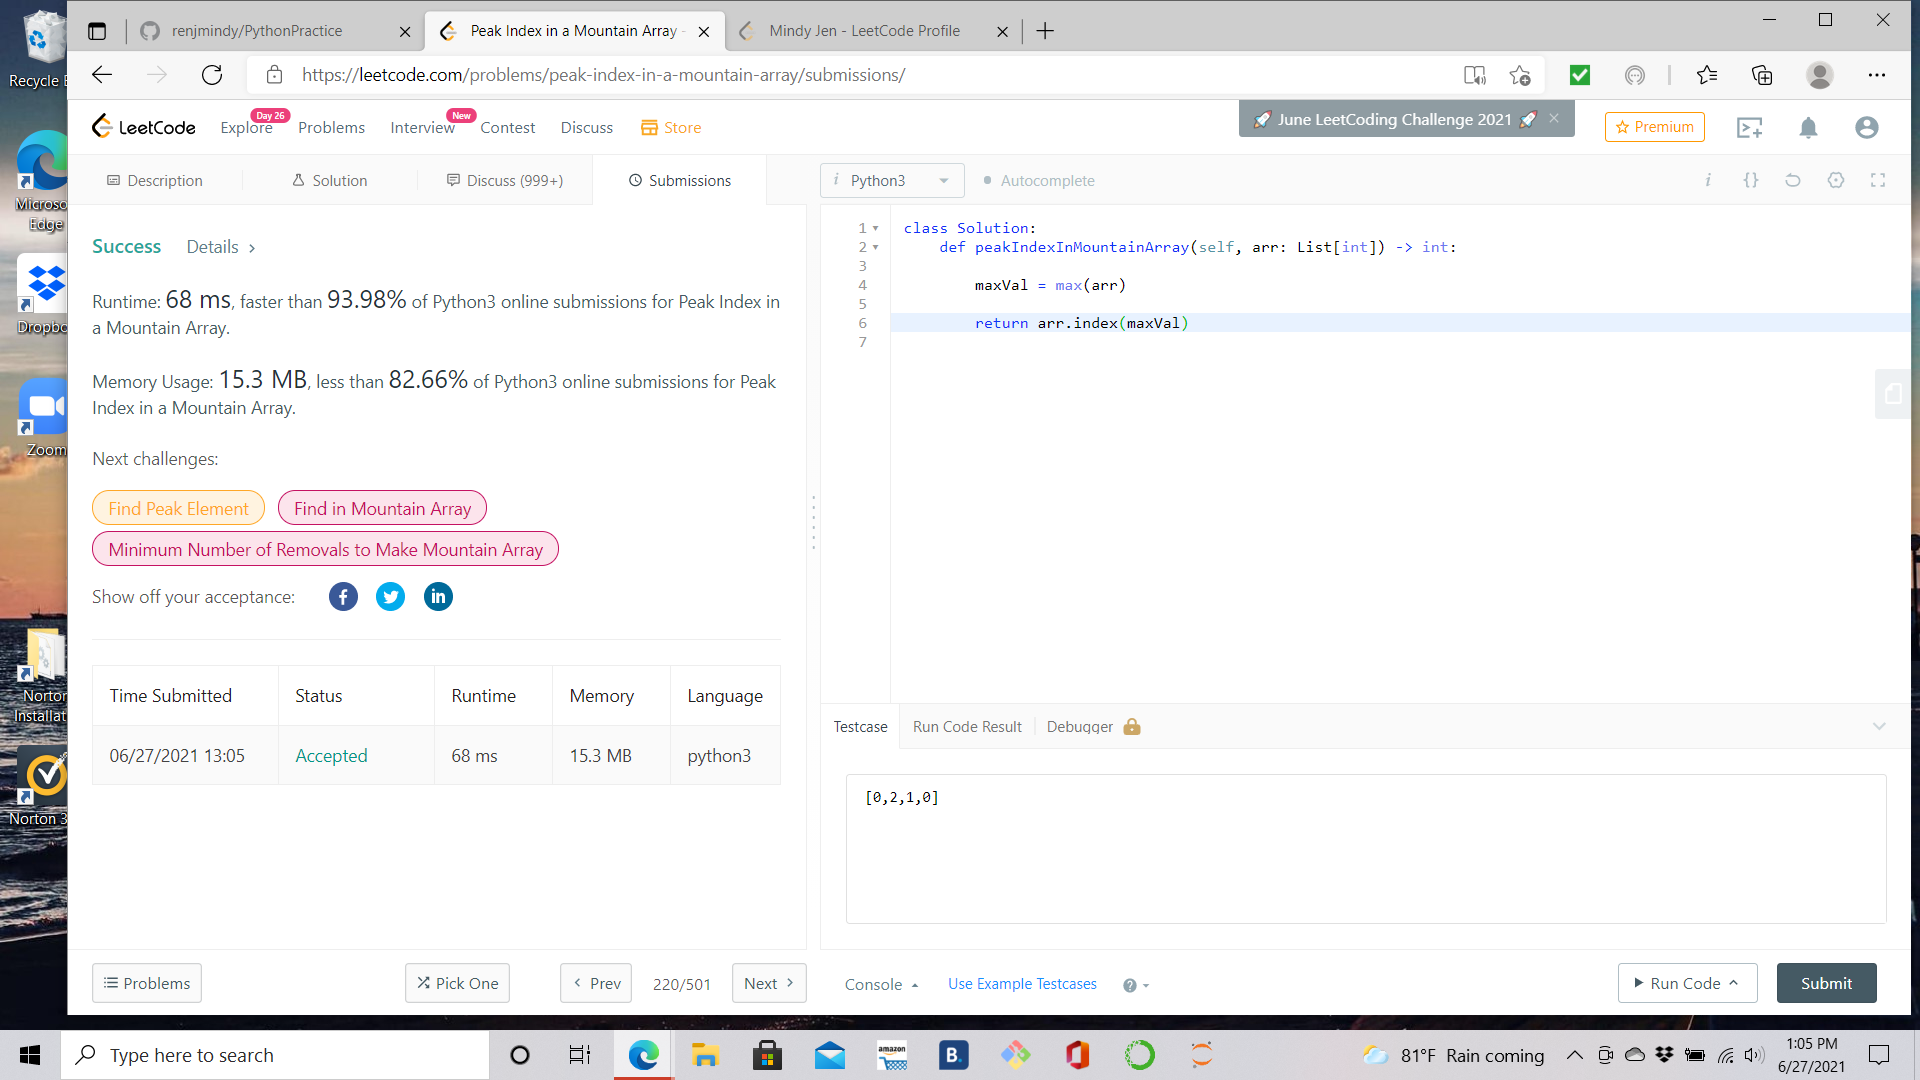 renjmindy/PythonPractice
Peak Index in a Mountain Array -
Mindy Jen - LeetCode Profile
https://leetcode.com/problems/peak-index-in-a-mountain-array/submissions/
LeetCode
Explore
Day 26
Problems
Interview
New
Contest
Discuss
Store
June LeetCoding Challenge 2021
Premium
Description
Solution
Discuss (999+)
Submissions
Python3
Autocomplete
Success
Details
Runtime: 68 ms, faster than 93.98% of Python3 online submissions for Peak Index in
a Mountain Array.
Memory Usage: 15.3 MB, less than 82.66% of Python3 online submissions for Peak
Index in a Mountain Array.
Next challenges:
Find Peak Element
Find in Mountain Array
Minimum Number of Removals to Make Mountain Array
Show off your acceptance:
Time Submitted Status Runtime Memory Language
06/27/2021 13:05 Accepted 68 ms 15.3 MB python3
1 class Solution:
2 def peakIndexInMountainArray(self, arr: List[int]) -> int:
3
4 maxVal = max(arr)
5
6 return arr.index(maxVal)
7
Testcase
Run Code Result
Debugger
[0,2,1,0]
Problems
Pick One
Prev
220/501
Next
Console
Use Example Testcases
Run Code
Submit
Recycle
Microso
Edge
Dropbo
Zoom
Norton
Installat
Norton 3
Type here to search
amazon
B.
81°F Rain coming
1:05 PM
6/27/2021